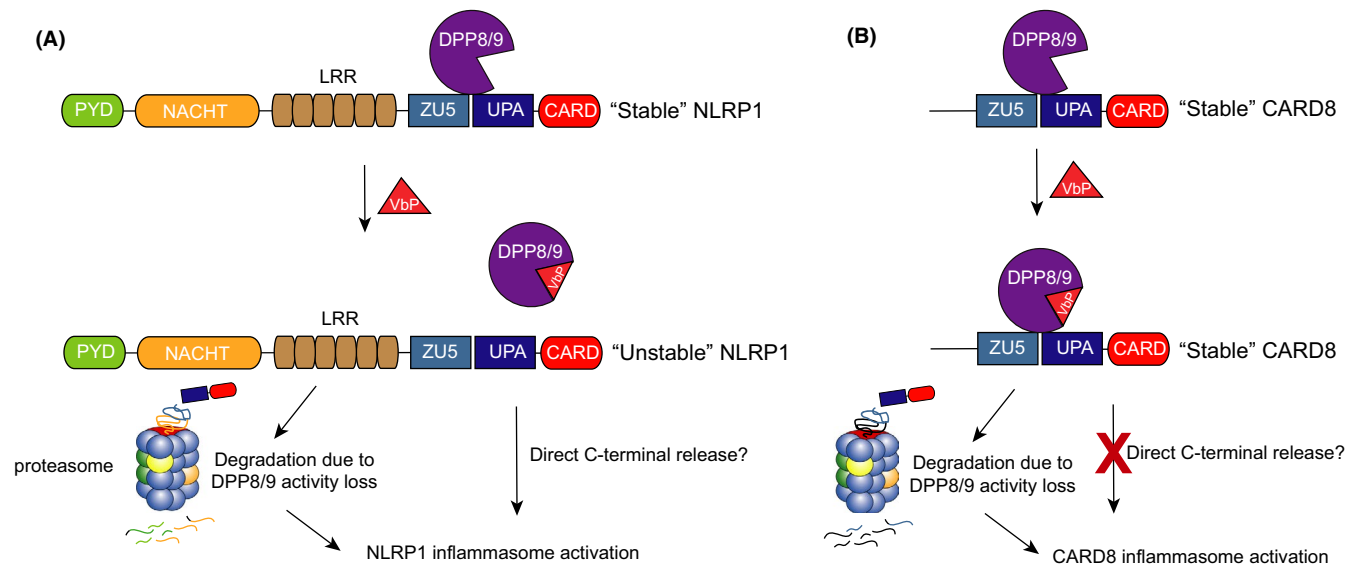 (A)
DPP8/9
LRR
PYD NACHT ZU5 UPA CARD "Stable" NLRP1
VbP
DPP8/9
VbP
LRR
PYD NACHT ZU5 UPA CARD "Unstable" NLRP1
proteasome
Degradation due to
DPP8/9 activity loss
Direct C-terminal release?
NLRP1 inflammasome activation
(B)
DPP8/9
ZU5 UPA CARD "Stable" CARD8
VbP
DPP8/9
VbP
ZU5 UPA CARD "Stable" CARD8
Degradation due to
DPP8/9 activity loss
X
Direct C-terminal release?
CARD8 inflammasome activation